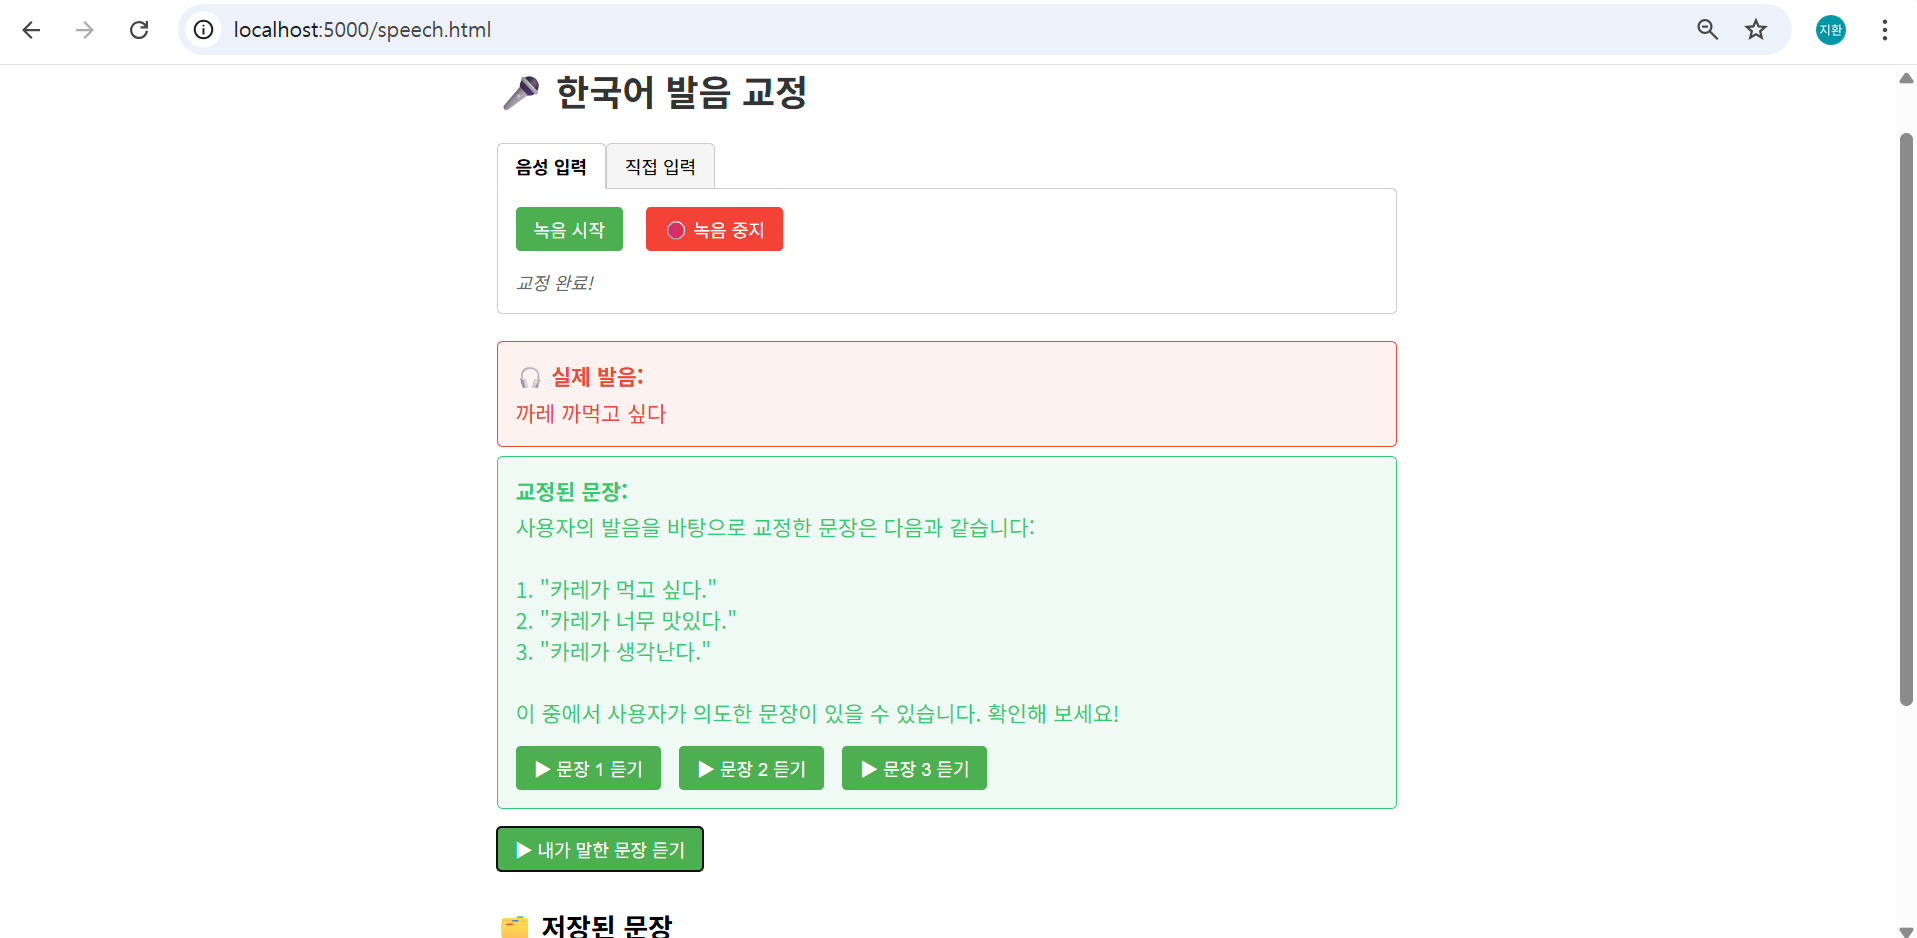 localhost:5000/speech.html
지환
한국어 발음 교정
음성 입력
직접 입력
녹음 시작
녹음 중지
교정 완료!
실제 발음:
까레 까먹고 싶다
교정된 문장:
사용자의 발음을 바탕으로 교정한 문장은 다음과 같습니다:
1. "카레가 먹고 싶다."
2. "카레가 너무 맛있다."
3. "카레가 생각난다."
이 중에서 사용자가 의도한 문장이 있을 수 있습니다. 확인해 보세요!
▶ 문장 1 듣기
▶ 문장 2 듣기
▶ 문장 3 듣기
▶ 내가 말한 문장 듣기
저장된 문장